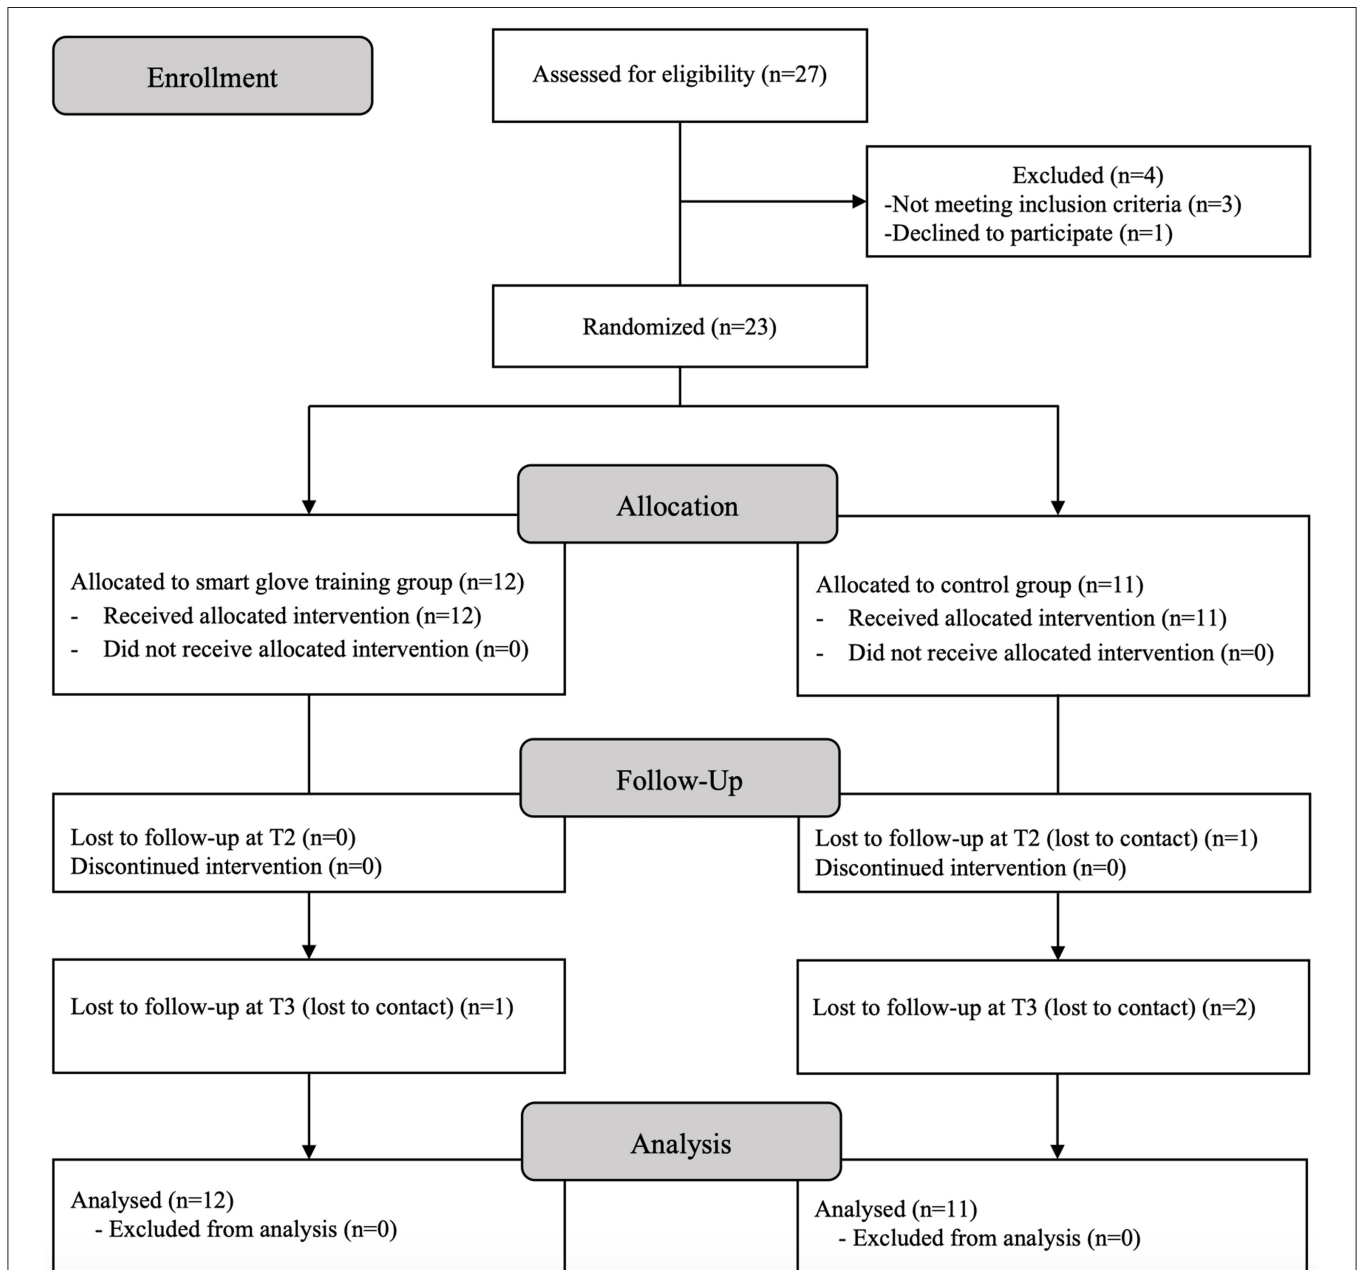 Enrollment
Assessed for eligibility (n=27)
Excluded (n=4)
-Not meeting inclusion criteria (n=3)
-Declined to participate (n=1)
Randomized (n=23)
Allocation
Allocated to smart glove training group (n=12)
- Received allocated intervention (n=12)
- Did not receive allocated intervention (n=0)
Allocated to control group (n=11)
- Received allocated intervention (n=11)
- Did not receive allocated intervention (n=0)
Follow-Up
Lost to follow-up at T2 (n=0)
Discontinued intervention (n=0)
Lost to follow-up at T2 (lost to contact) (n=1)
Discontinued intervention (n=0)
Lost to follow-up at T3 (lost to contact) (n=1)
Lost to follow-up at T3 (lost to contact) (n=2)
Analysis
Analysed (n=12)
- Excluded from analysis (n=0)
Analysed (n=11)
- Excluded from analysis (n=0)